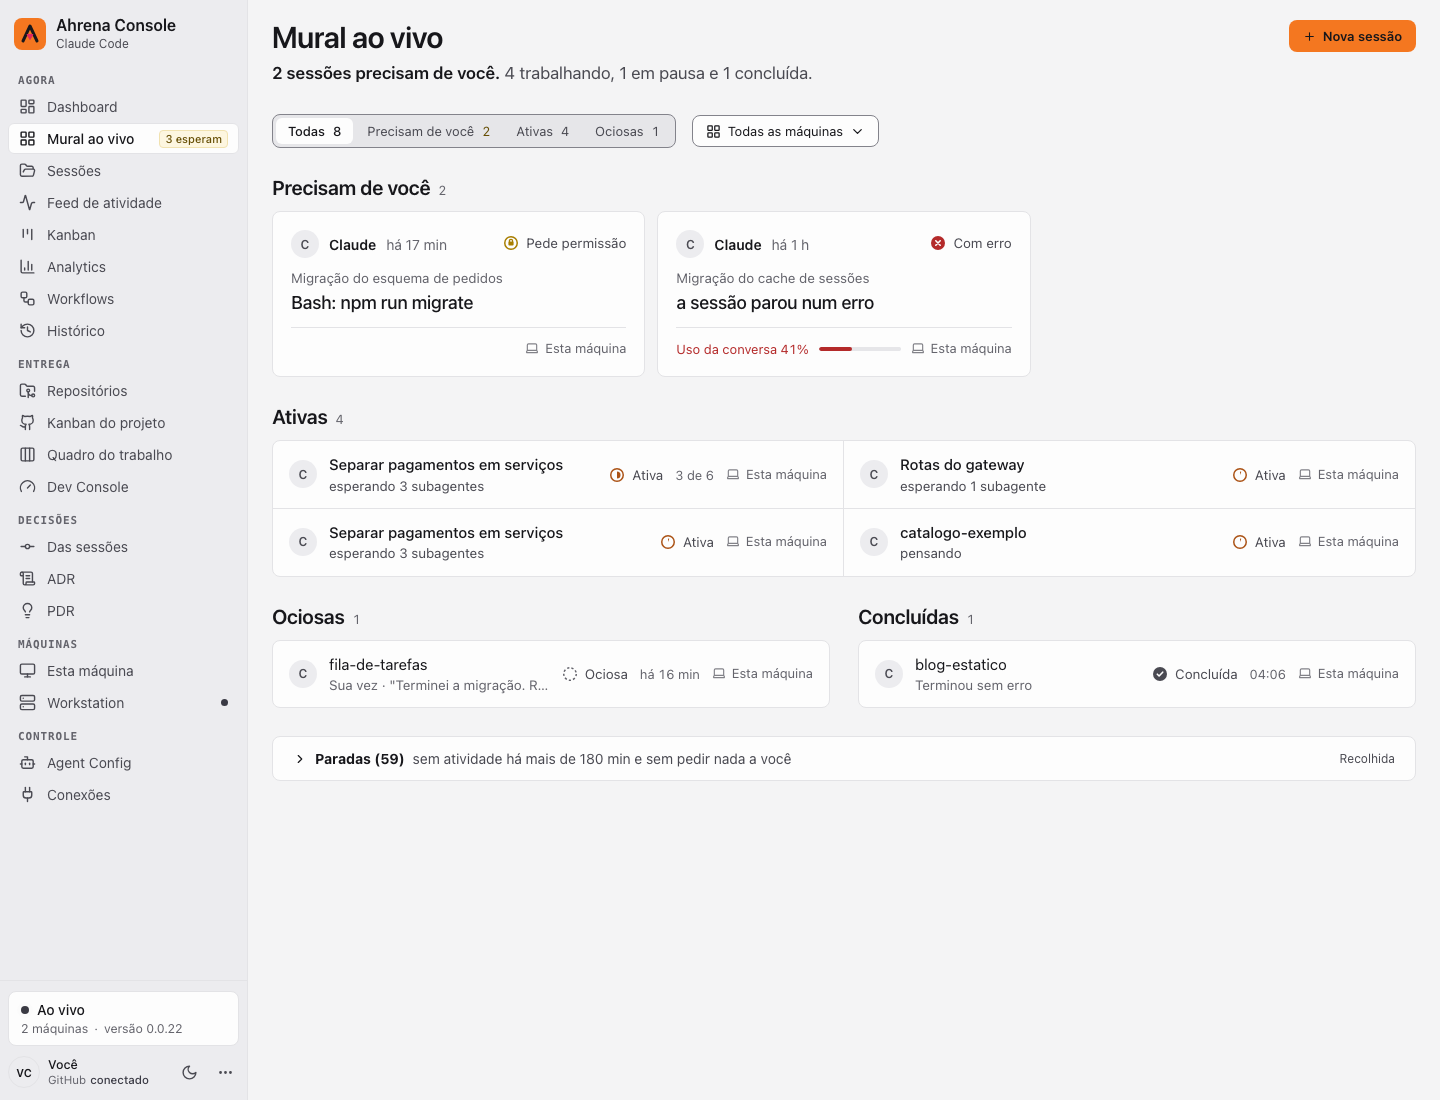 Ahrena Console
Claude Code
AGORA
Dashboard
Mural ao vivo 3 esperam
Sessões
Feed de atividade
Kanban
Analytics
Workflows
Histórico
ENTREGA
Repositórios
Kanban do projeto
Quadro do trabalho
Dev Console
DECISÕES
Das sessões
ADR
PDR
MÁQUINAS
Esta máquina
Workstation
CONTROLE
Agent Config
Conexões
Ao vivo
2 máquinas · versão 0.0.22
VC
Você
GitHub conectado
Mural ao vivo
2 sessões precisam de você. 4 trabalhando, 1 em pausa e 1 concluída.
Nova sessão
Todas 8 Precisam de você 2 Ativas 4 Ociosas 1
Todas as máquinas
Precisam de você 2
C Claude há 17 min Pede permissão
Migração do esquema de pedidos
Bash: npm run migrate
Esta máquina
C Claude há 1 h Com erro
Migração do cache de sessões
a sessão parou num erro
Uso da conversa 41% Esta máquina
Ativas 4
C Separar pagamentos em serviços
esperando 3 subagentes
Ativa 3 de 6 Esta máquina
C Rotas do gateway
esperando 1 subagente
Ativa Esta máquina
C Separar pagamentos em serviços
esperando 3 subagentes
Ativa Esta máquina
C catalogo-exemplo
pensando
Ativa Esta máquina
Ociosas 1
C fila-de-tarefas
Sua vez · "Terminei a migração. R...
Ociosa há 16 min Esta máquina
Concluídas 1
C blog-estatico
Terminou sem erro
Concluída 04:06 Esta máquina
Paradas (59) sem atividade há mais de 180 min e sem pedir nada a você
Recolhida